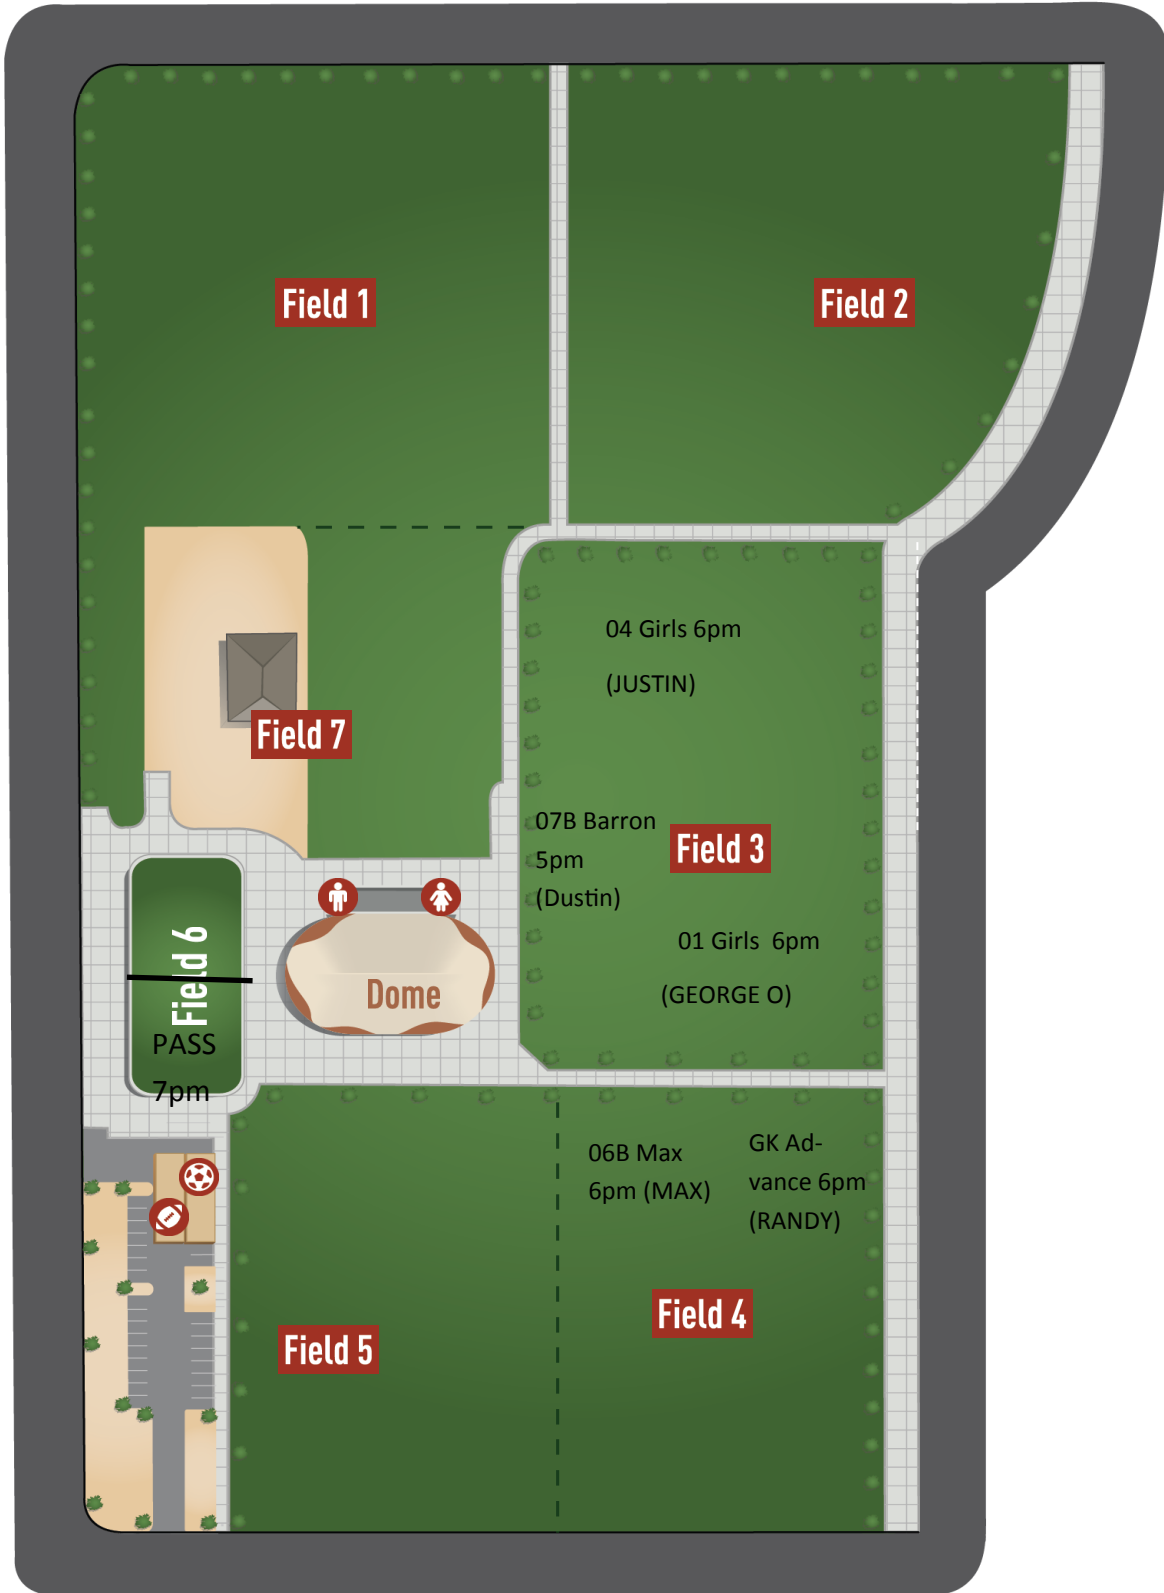 Field 1
Field 2
04 Girls 6pm
(JUSTIN)
Field 7
07B Barron
5pm
(Dustin)
Field 3
01 Girls  6pm
(GEORGE O)
Field 6
PASS
7pm
Dome
06B Max
6pm (MAX)
GK Ad-
vance 6pm
(RANDY)
Field 4
Field 5